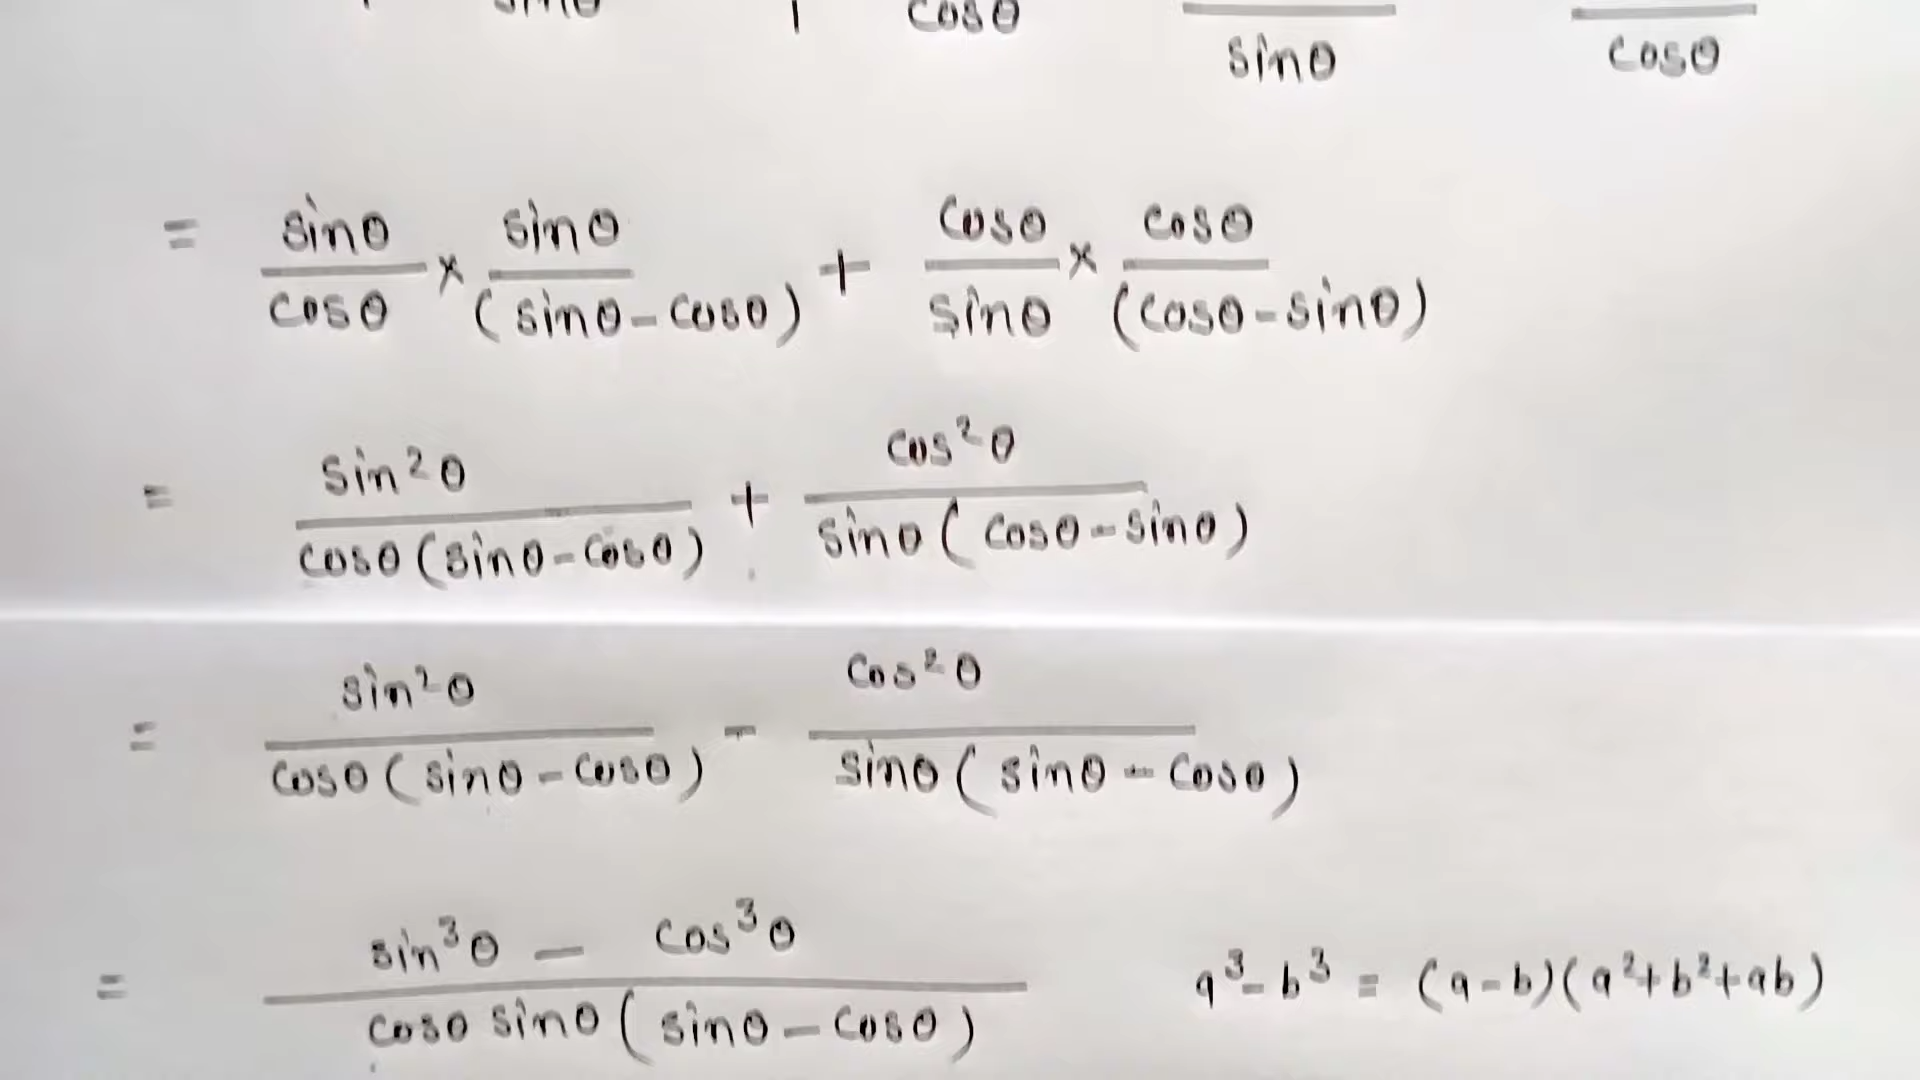 sinθ cosθ
sinθ/cosθ × sinθ/(sinθ-cosθ) + cosθ/sinθ × cosθ/(cosθ-sinθ)
= sin²θ/cosθ(sinθ-cosθ) + cos²θ/sinθ(cosθ-sinθ)
= sin²θ/cosθ(sinθ-cosθ) - cos²θ/sinθ(sinθ-cosθ)
= sin³θ - cos³θ/cosθ sinθ(sinθ-cosθ) a³-b³ = (a-b)(a²+b²+ab)